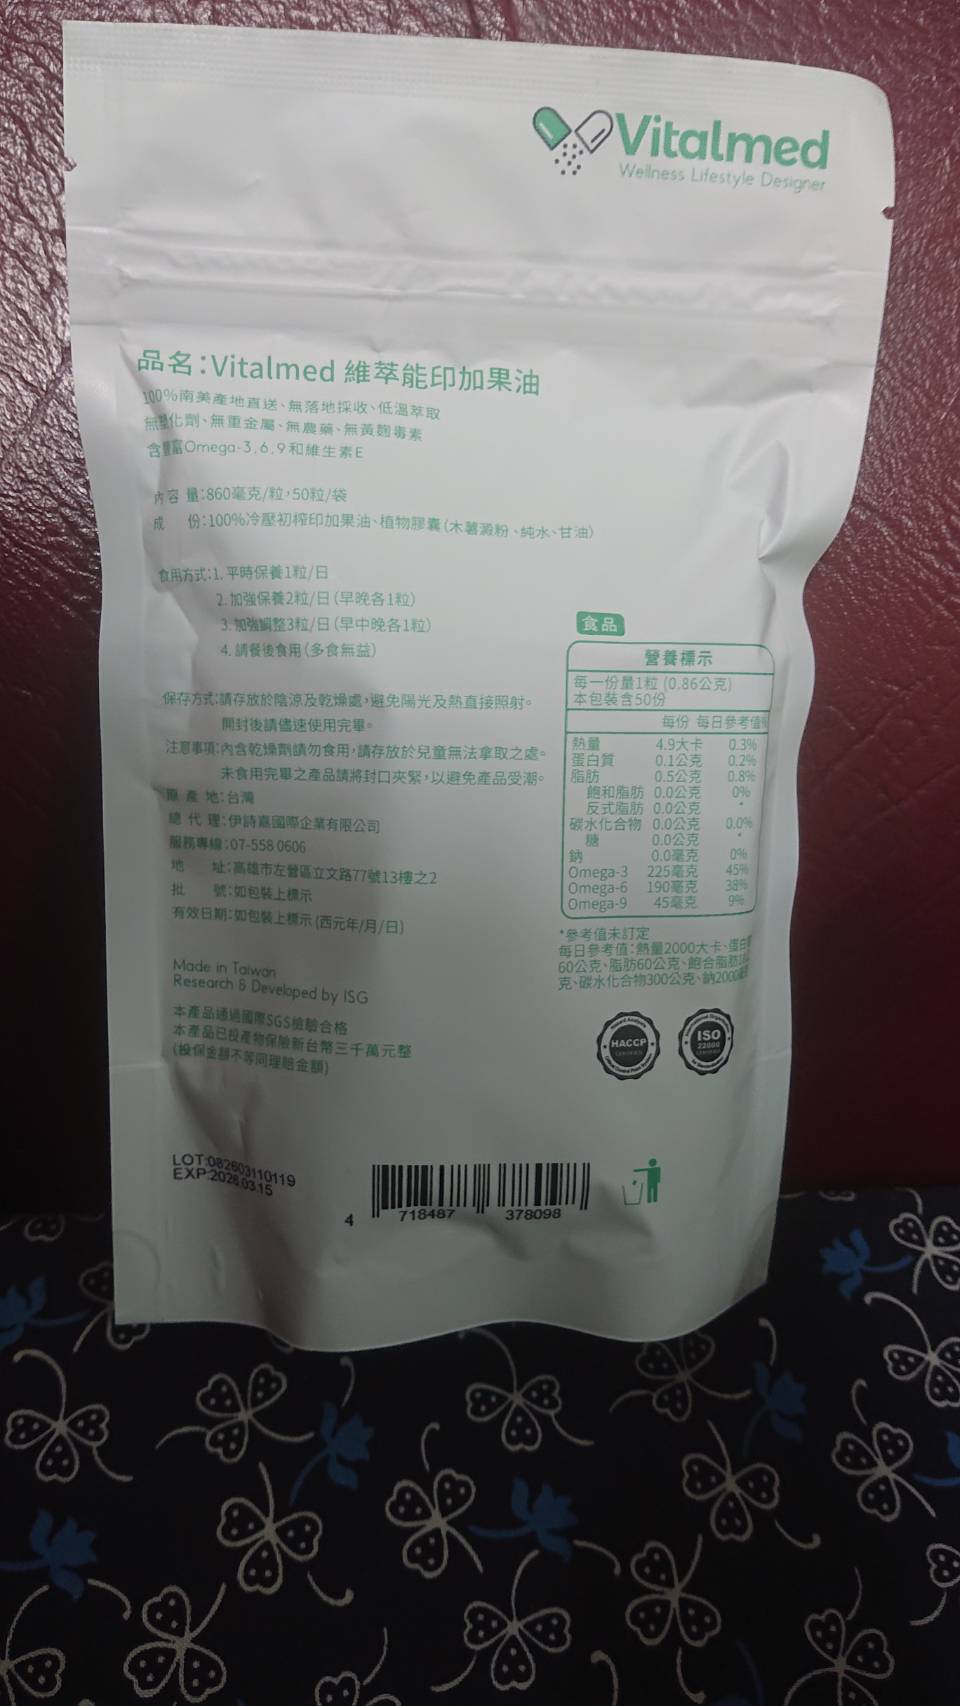 Vitalmed
Wellness Lifestyle Designer
品名:Vitalmed 維萃能印加果油
100%南美產地直送、無落地採收、低溫萃取
無塑化劑、無重金屬、無農藥、無黃麴毒素
含豐富Omega-3,6,9和維生素E
內容量:860毫克/粒,50粒/袋
成 份:100%冷壓初榨印加果油、植物膠囊(木薯澱粉、純水、甘油)
食用方式:1. 平時保養1粒/日
2. 加強保養2粒/日(早晚各1粒)
3. 加強調整3粒/日(早中晚各1粒)
4. 請餐後食用(多食無益)
保存方式:請存放於陰涼及乾燥處,避免陽光及熱直接照射。
開封後請儘速使用完畢。
注意事項:內含乾燥劑請勿食用,請存放於兒童無法拿取之處。
未食用完畢之產品請將封口夾緊,以避免產品受潮。
原 產 地:台灣
總 代 理:伊詩嘉國際企業有限公司
服務專線:07-558 0606
地 址:高雄市左營區立文路77號13樓之2
批 號:如包裝上標示
有效日期:如包裝上標示(西元年/月/日)
Made in Taiwan
Research & Developed by ISG
本產品通過國際SGS檢驗合格
本產品已投產物保險新台幣三千萬元整
(投保金額不等同理賠金額)
食品
營養標示
每一份量1粒 (0.86公克)
本包裝含50份
每份 每日參考值%
熱量 4.9大卡 0.3%
蛋白質 0.1公克 0.2%
脂肪 0.5公克 0.8%
飽和脂肪 0.0公克 0%
反式脂肪 0.0公克 *
碳水化合物 0.0公克 0.0%
糖 0.0公克 *
鈉 0.0毫克 0%
Omega-3 225毫克 45%
Omega-6 190毫克 38%
Omega-9 45毫克 9%
*參考值未訂定
每日參考值:熱量2000大卡、蛋白
60公克、脂肪60公克、飽合脂肪
克、碳水化合物300公克、鈉2000
HACCP
CERTIFIED
ISO
22000
CERTIFIED
LOT:082603110119
EXP:2026.03.15
4 718487 378098